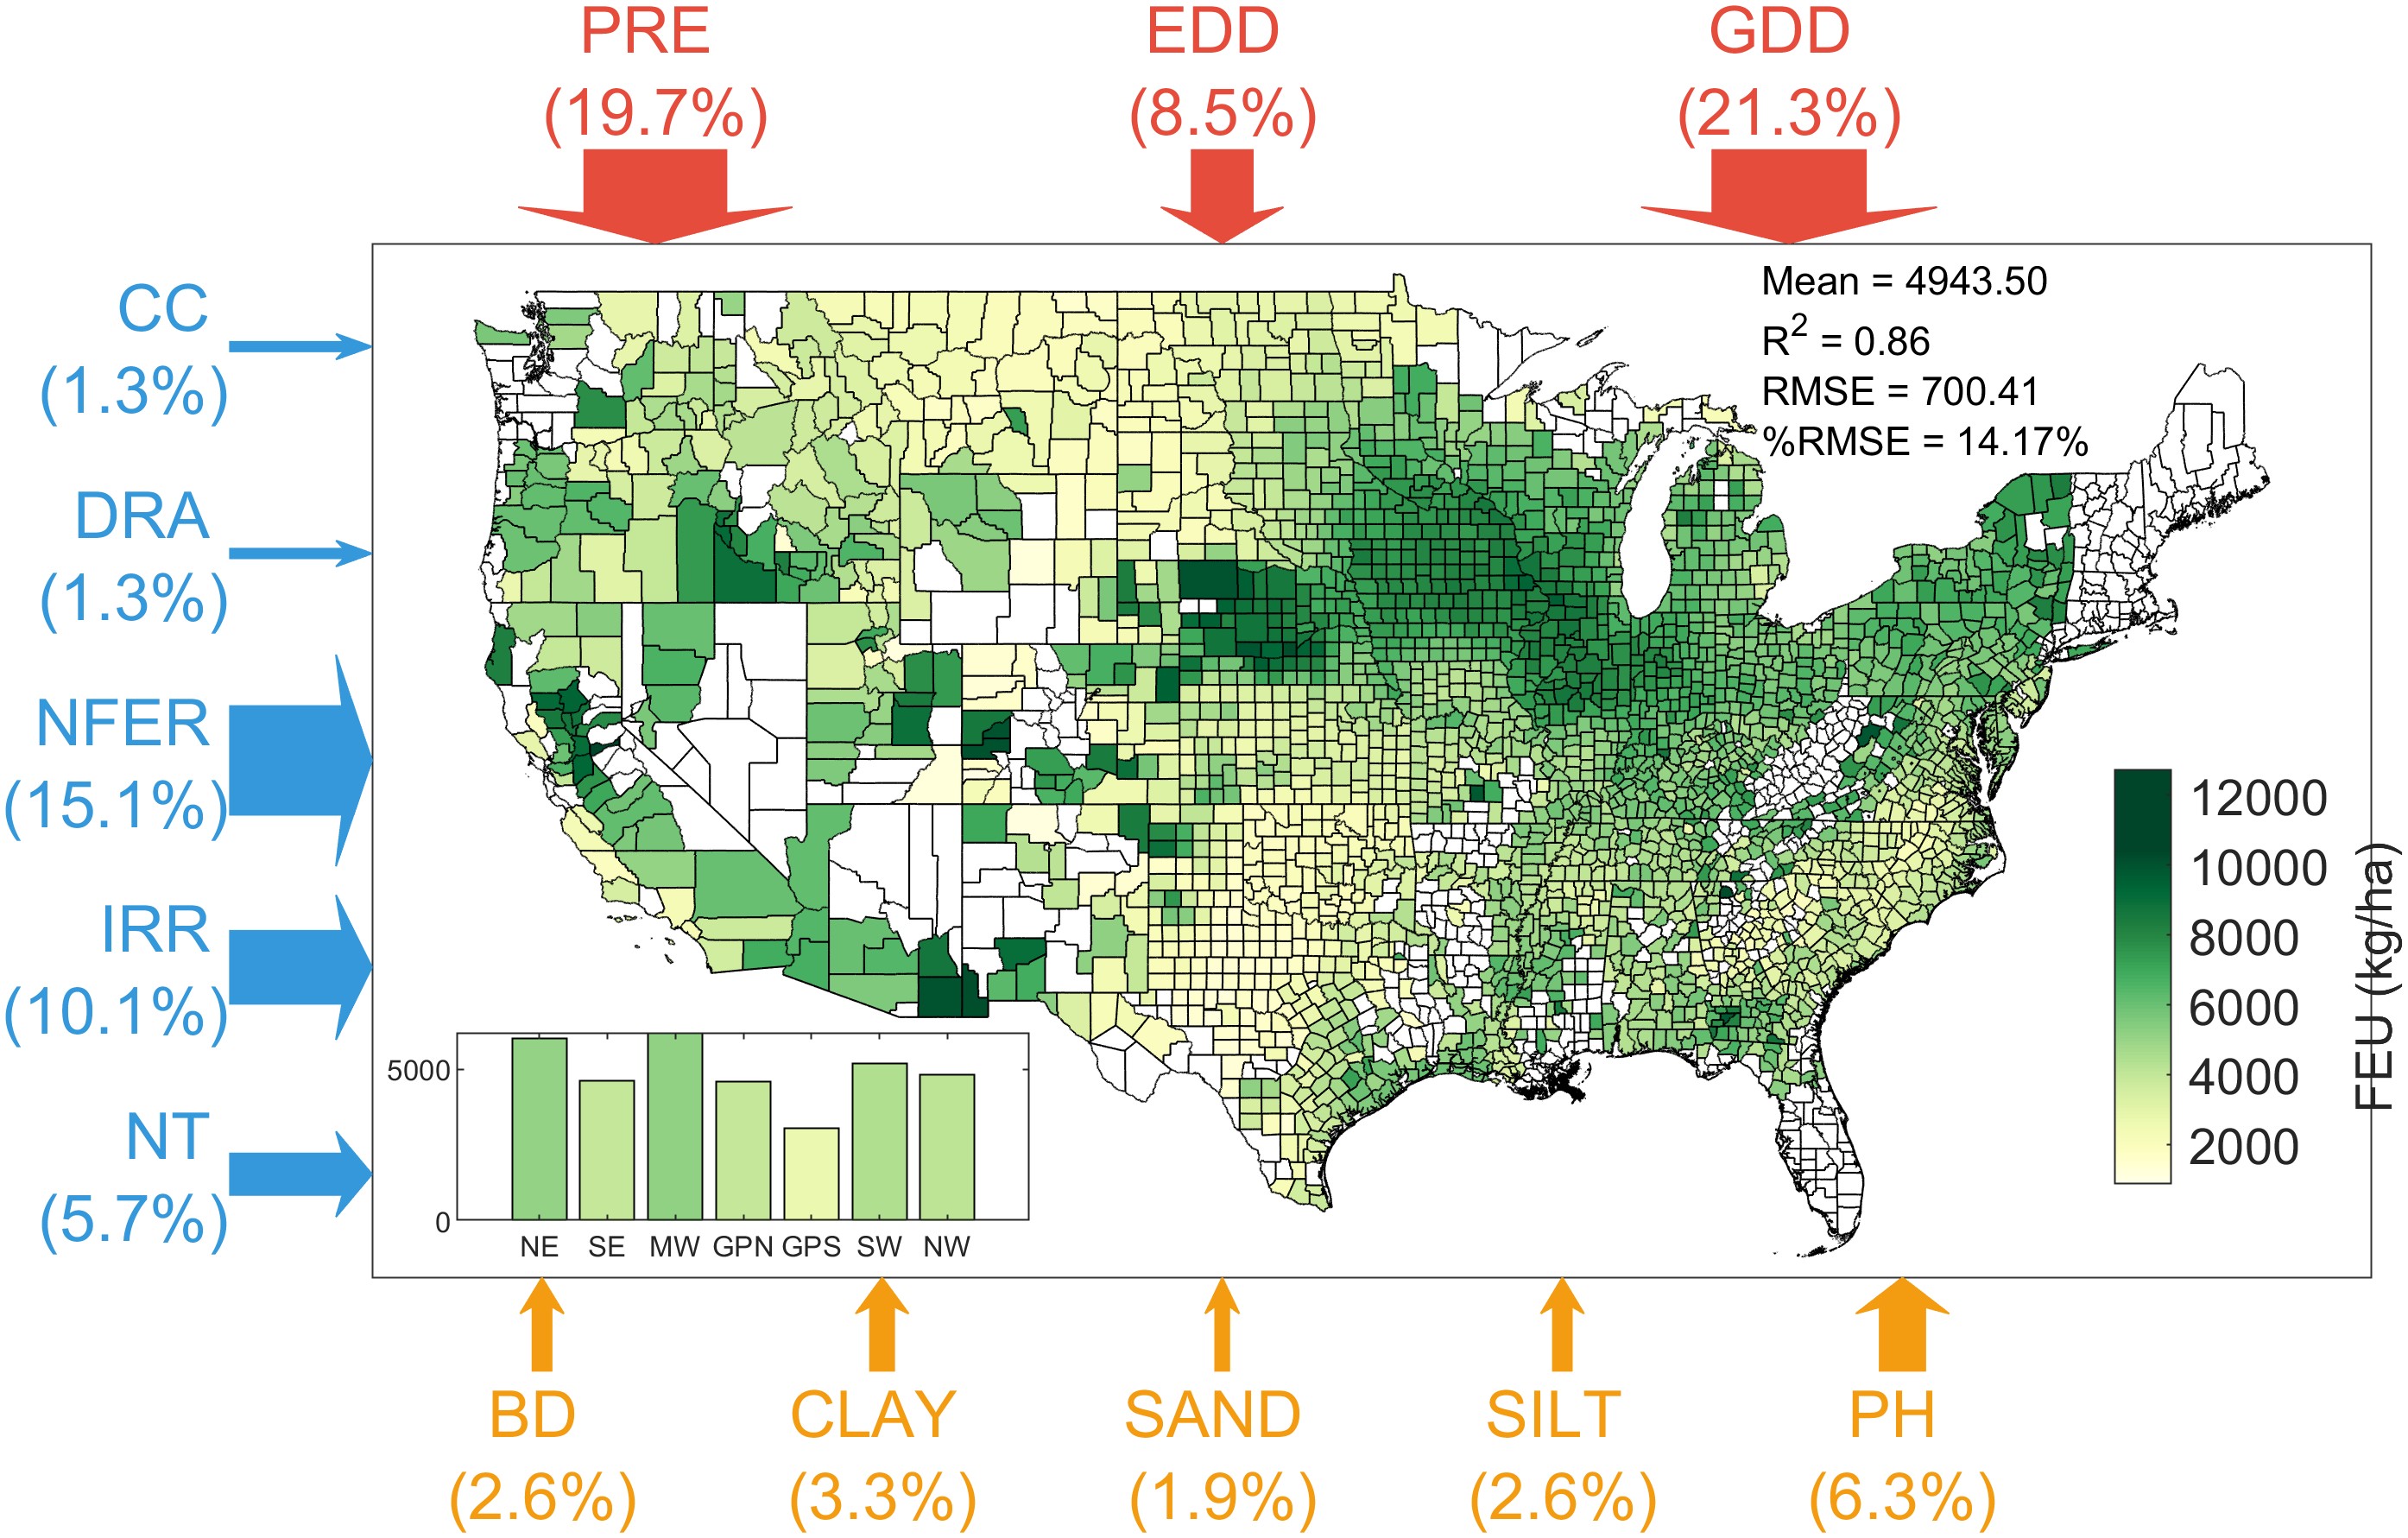 PRE
(19.7%)
EDD
(8.5%)
GDD
(21.3%)
CC
(1.3%)
DRA
(1.3%)
NFER
(15.1%)
IRR
(10.1%)
NT
(5.7%)
Mean = 4943.50
R² = 0.86
RMSE = 700.41
%RMSE = 14.17%
12000
10000
8000
6000
4000
2000
FEU (kg/ha)
5000
0
NE SE MW GPN GPS SW NW
BD
(2.6%)
CLAY
(3.3%)
SAND
(1.9%)
SILT
(2.6%)
PH
(6.3%)